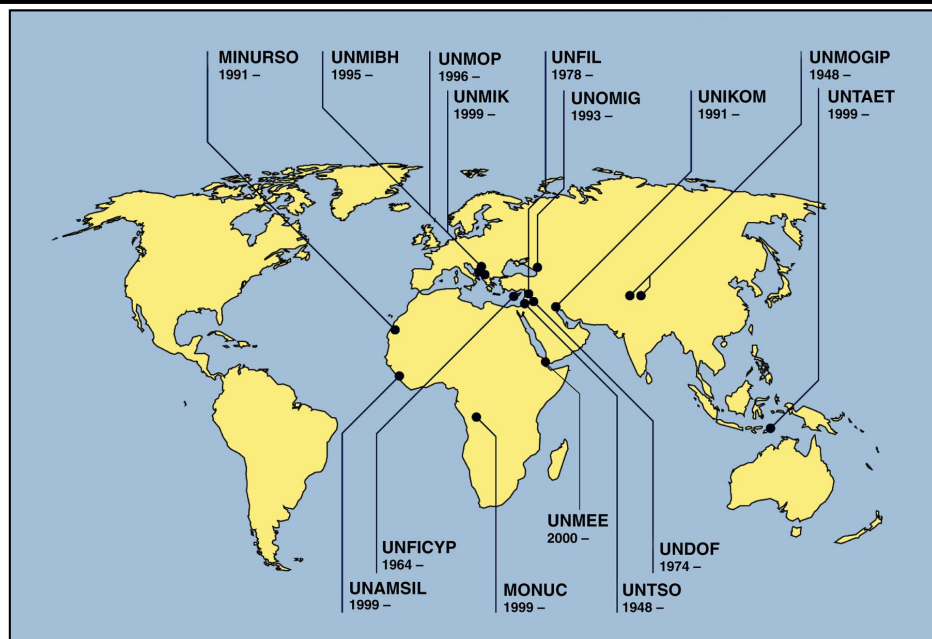 MINURSO
1991 –
UNMIBH
1995 –
UNMOP
1996 –
UNFIL
1978 –
UNMOGIP
1948 –
UNMIK
1999 –
UNOMIG
1993 –
UNIKOM
1991 –
UNTAET
1999 –
UNMEE
2000 –
UNFICYP
1964 –
UNDOF
1974 –
UNAMSIL
1999 –
MONUC
1999 –
UNTSO
1948 –